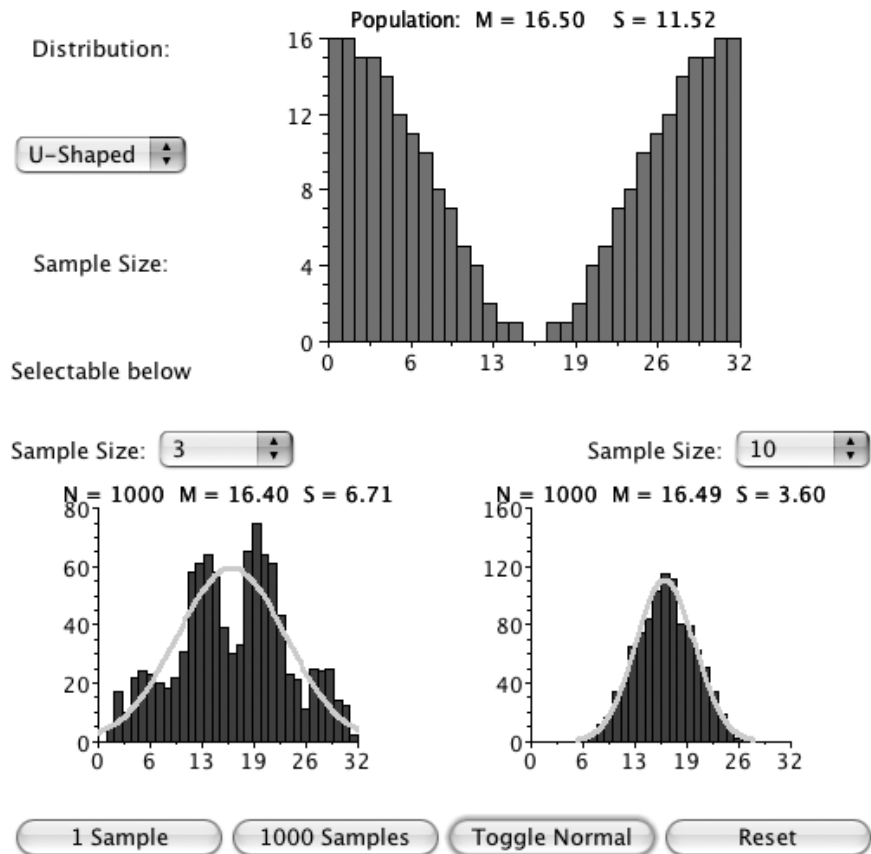 Population: M = 16.50 S = 11.52
Distribution:
U-Shaped
Sample Size:
Selectable below
16
12
8
4
0
0 6 13 19 26 32
Sample Size: 3
N = 1000 M = 16.40 S = 6.71
80
60
40
20
0
0 6 13 19 26 32
Sample Size: 10
N = 1000 M = 16.49 S = 3.60
160
120
80
40
0
0 6 13 19 26 32
1 Sample 1000 Samples Toggle Normal Reset